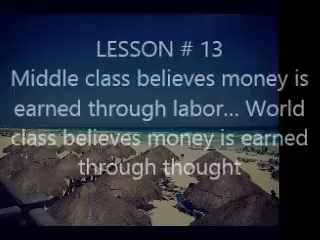 LESSON # 13
Middle class believes money is
earned through labor... World
class believes money is earned
through thought